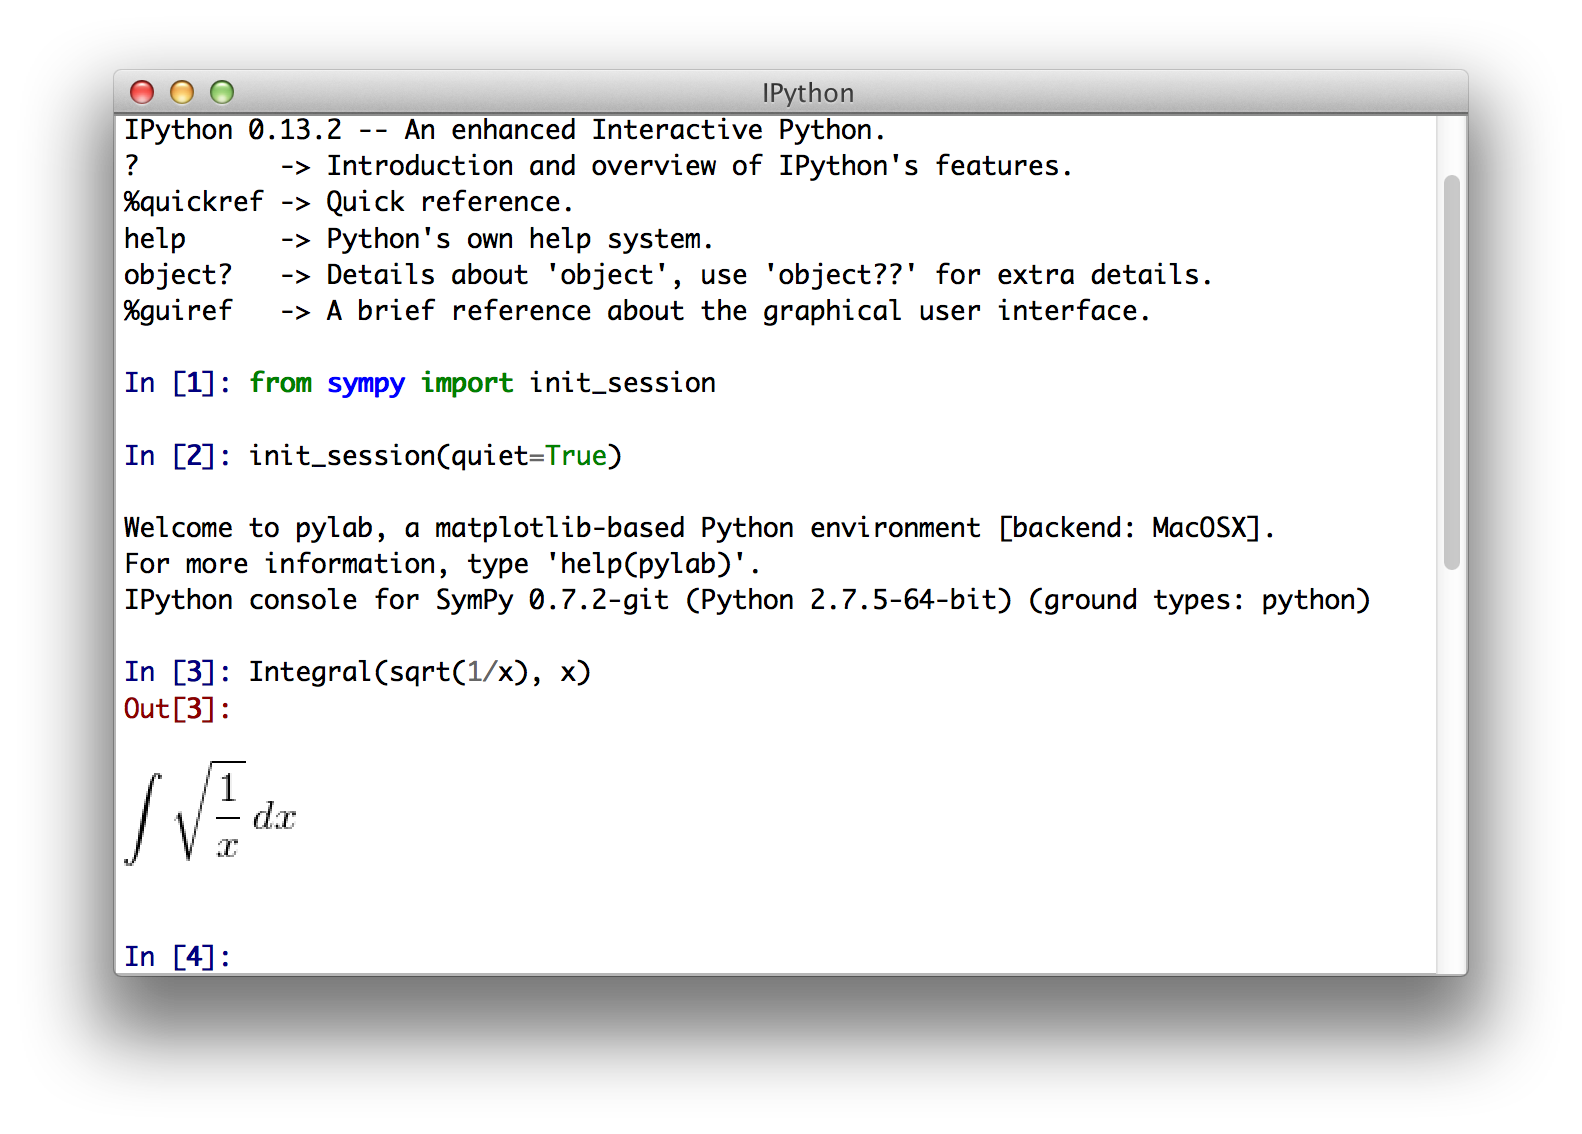 IPython
IPython 0.13.2 -- An enhanced Interactive Python.
?         -> Introduction and overview of IPython's features.
%quickref -> Quick reference.
help      -> Python's own help system.
object?   -> Details about 'object', use 'object??' for extra details.
%guiref   -> A brief reference about the graphical user interface.
In [1]: from sympy import init_session
In [2]: init_session(quiet=True)
Welcome to pylab, a matplotlib-based Python environment [backend: MacOSX].
For more information, type 'help(pylab)'.
IPython console for SymPy 0.7.2-git (Python 2.7.5-64-bit) (ground types: python)
In [3]: Integral(sqrt(1/x), x)
Out[3]:
∫ √(1/x) dx
In [4]: